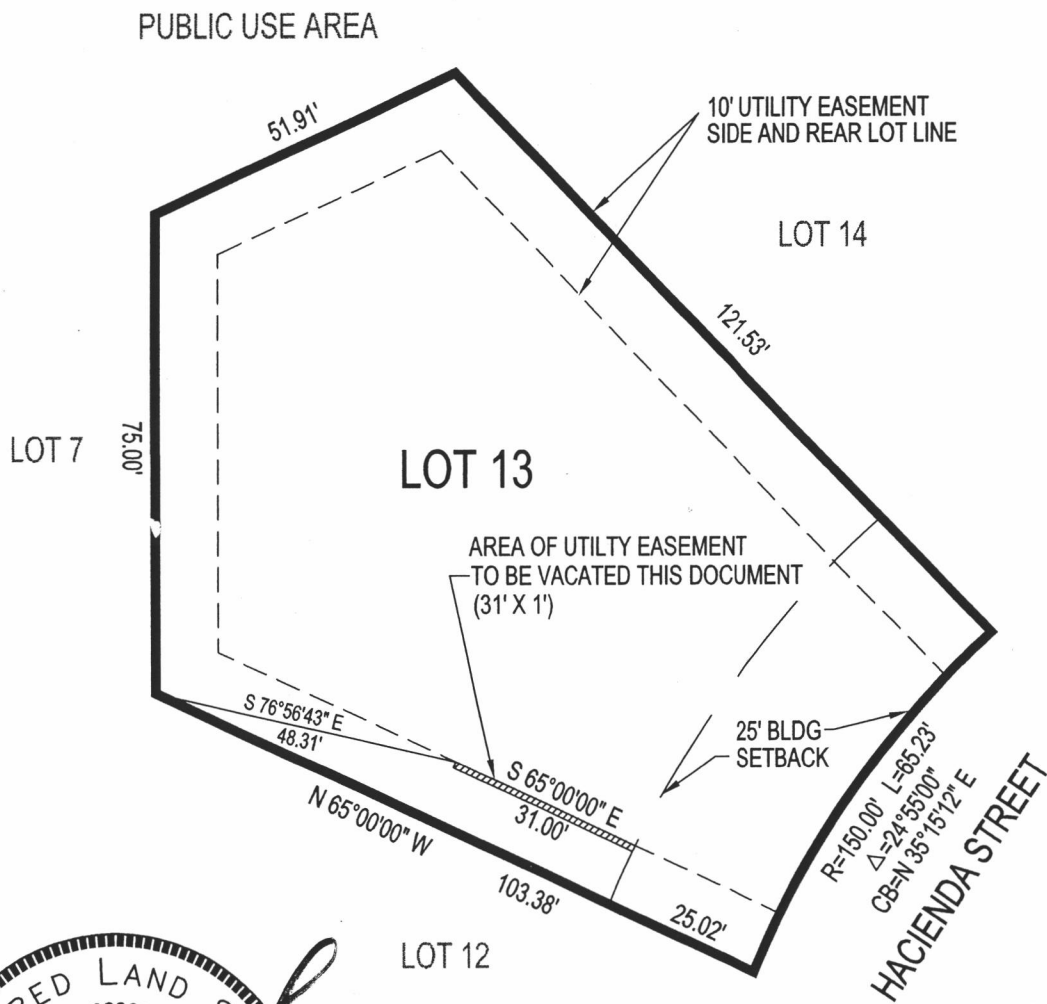 PUBLIC USE AREA
51.91'
10' UTILITY EASEMENT
SIDE AND REAR LOT LINE
LOT 14
121.53'
LOT 7
75.00'
LOT 13
AREA OF UTILTY EASEMENT
TO BE VACATED THIS DOCUMENT
(31' X 1')
S 76°56'43" E
48.31'
S 65°00'00" E
31.00'
25' BLDG
SETBACK
R=150.00' L=65.23'
Δ=24°55'00"
CB=N 35°15'12" E
HACIENDA STREET
N 65°00'00" W
103.38'
25.02'
LOT 12
LAND